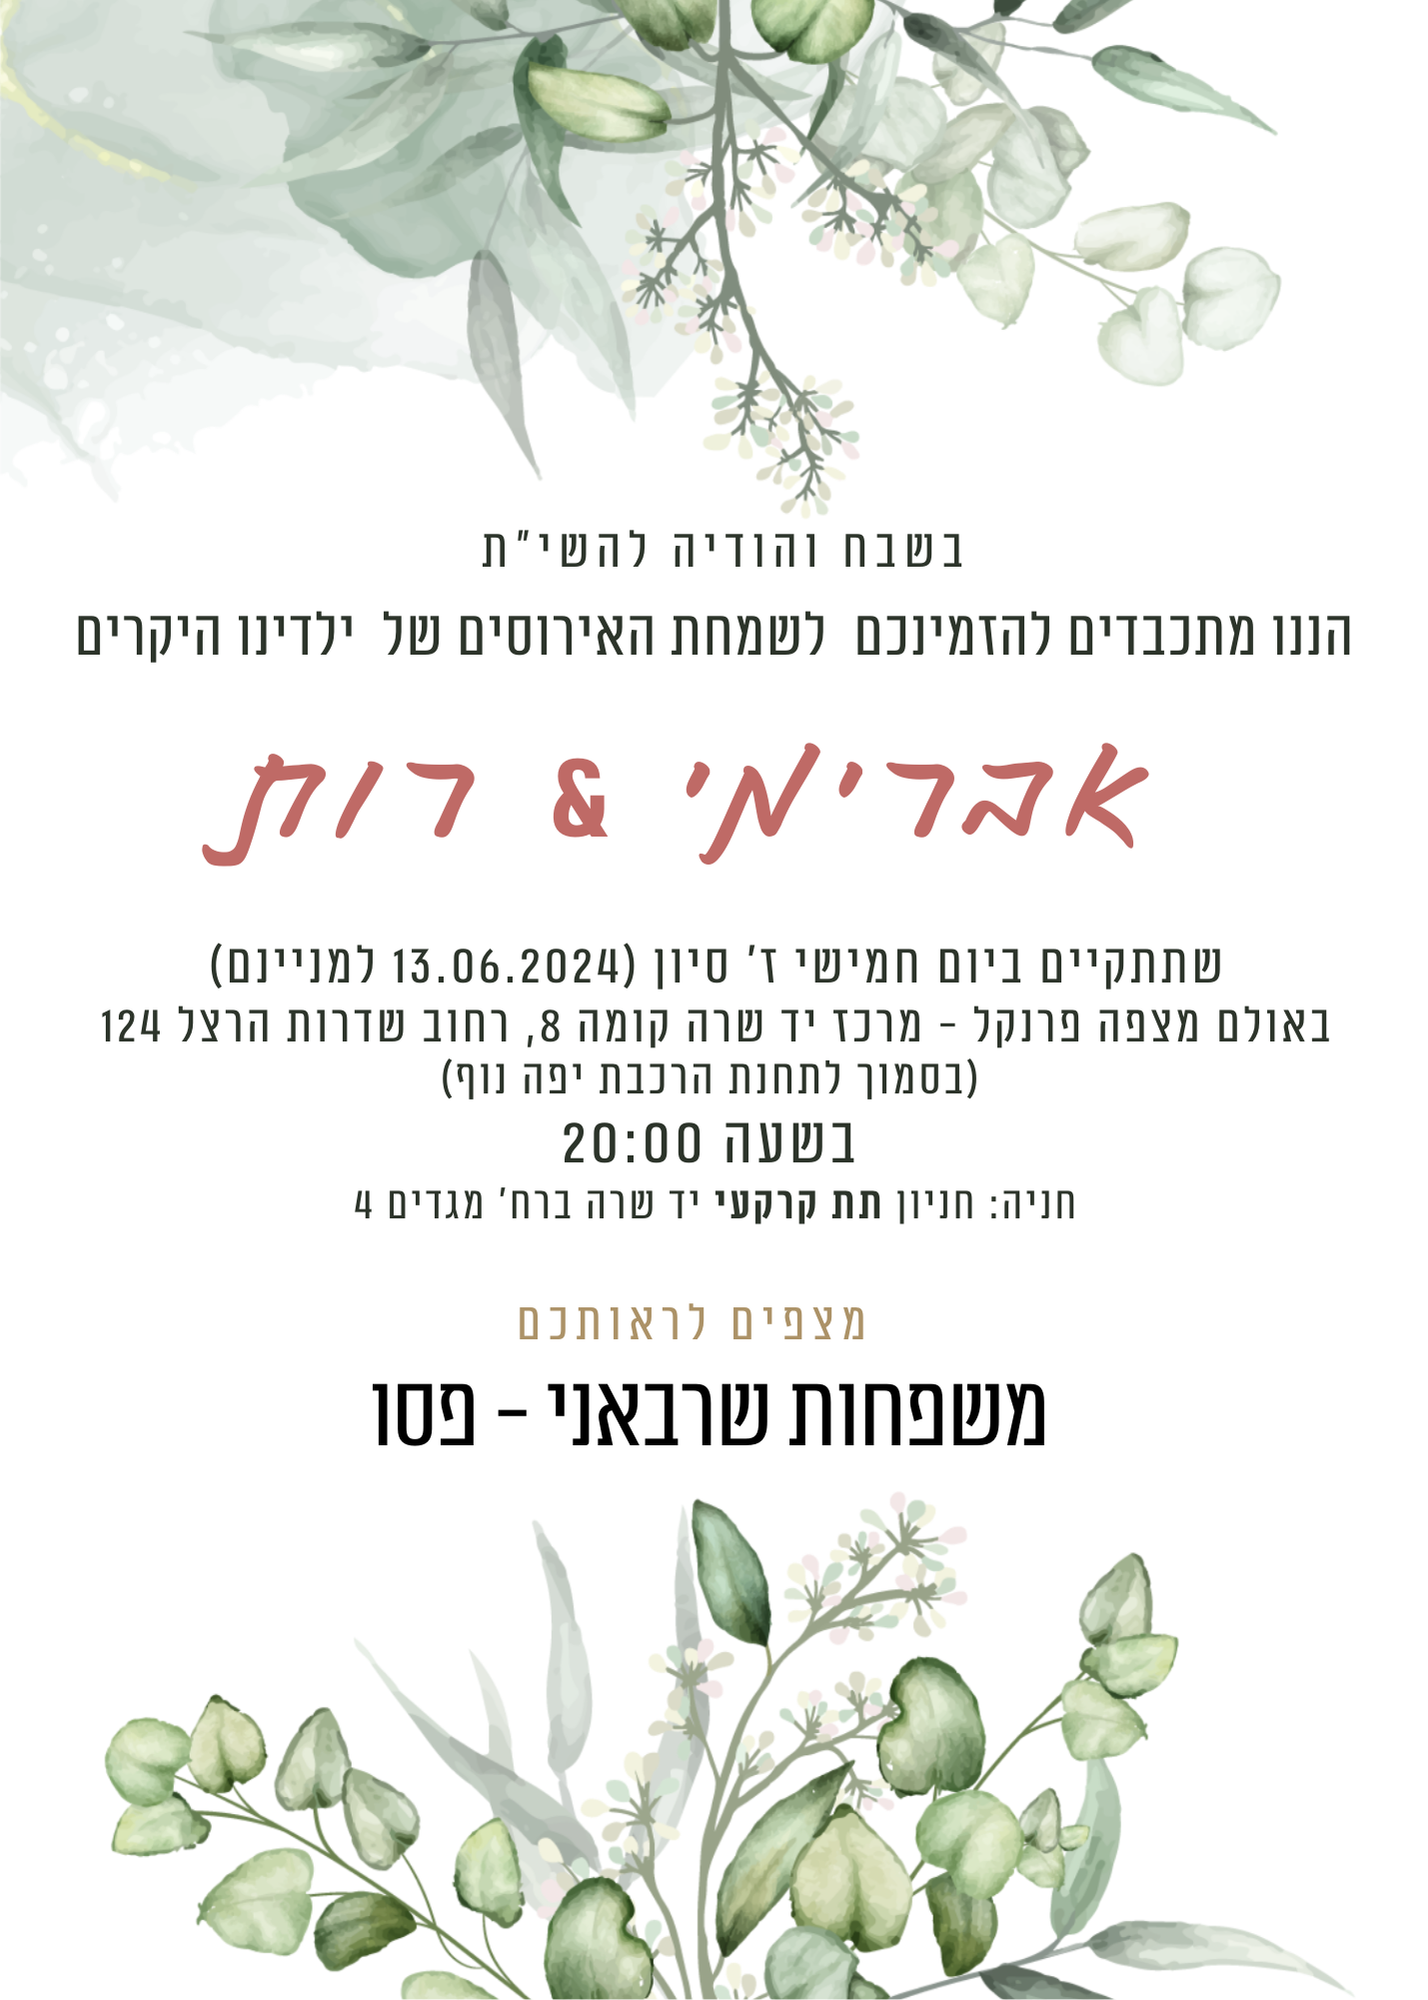 בשבח והודיה להשי"ת
הננו מתכבדים להזמינכם לשמחת האירוסים של ילדינו היקרים
אברימי & רות
שתתקיים ביום חמישי ז' סיון (13.06.2024 למניינם)
באולם מצפה פרנקל - מרכז יד שרה קומה 8, רחוב שדרות הרצל 124
(בסמוך לתחנת הרכבת יפה נוף)
בשעה 20:00
חניה: חניון תת קרקעי יד שרה ברח' מגדים 4
מצפים לראותכם
משפחות שרבאני - פסו